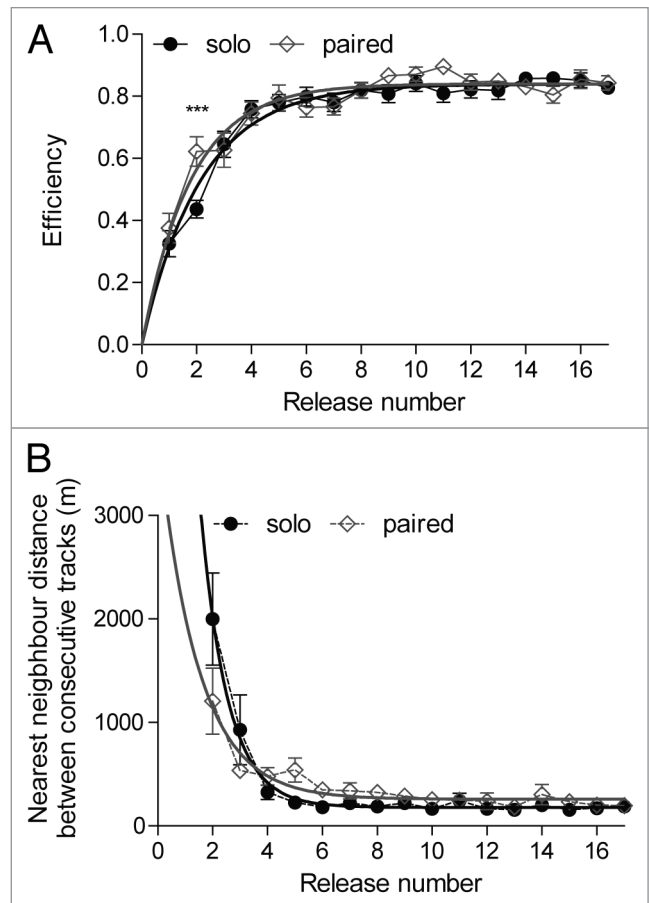 A
solo
paired
***
Efficiency
1.0
0.8
0.6
0.4
0.2
0.0
0 2 4 6 8 10 12 14 16
Release number
B
solo
paired
Nearest neigbhbour distance
between consecutive tracks (m)
3000
2000
1000
0
0 2 4 6 8 10 12 14 16
Release number